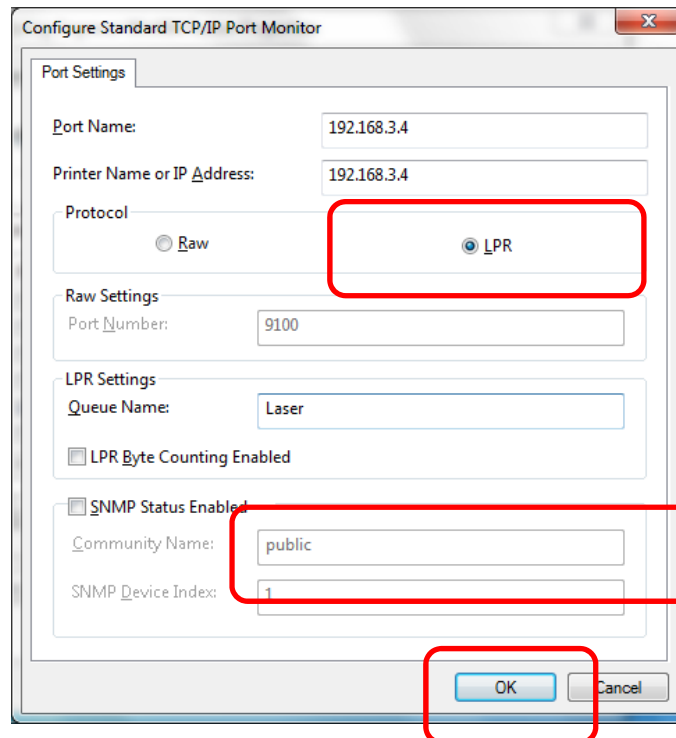 Configure Standard TCP/IP Port Monitor
Port Settings
Port Name: 192.168.3.4
Printer Name or IP Address: 192.168.3.4
Protocol
Raw LPR
Raw Settings
Port Number: 9100
LPR Settings
Queue Name: Laser
LPR Byte Counting Enabled
SNMP Status Enabled
Community Name: public
SNMP Device Index: 1
OK Cancel